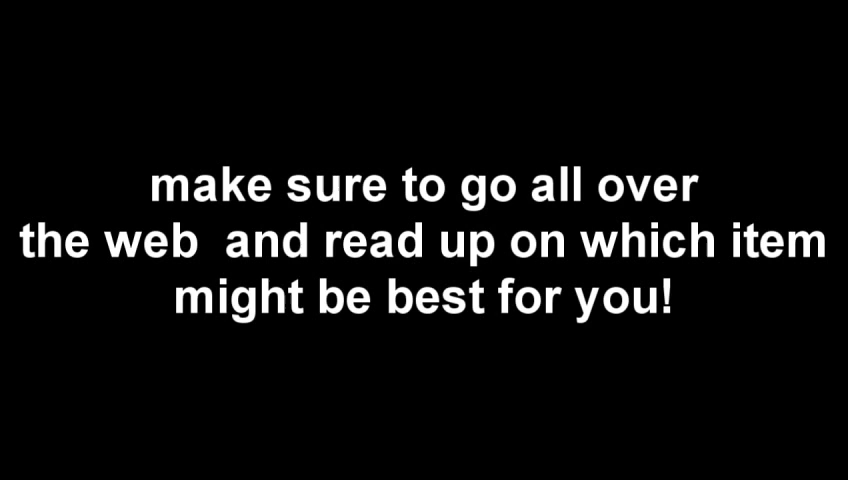 make sure to go all over
the web  and read up on which item
might be best for you!